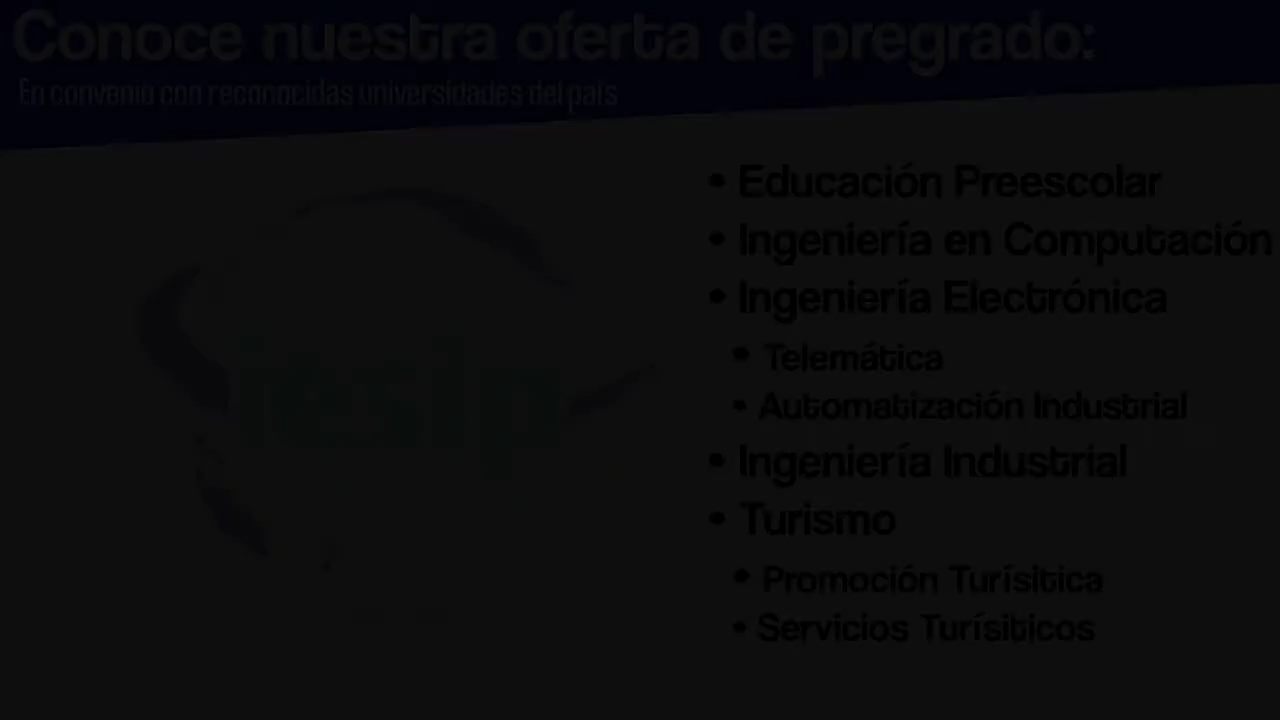 Conoce nuestra oferta de pregrado:
En convenio con reconocidas universidades del país
• Educación Preescolar
• Ingeniería en Computación
• Ingeniería Electrónica
• Telemática
• Automatización Industrial
• Ingeniería Industrial
• Turismo
• Promoción Turísitica
• Servicios Turísiticos